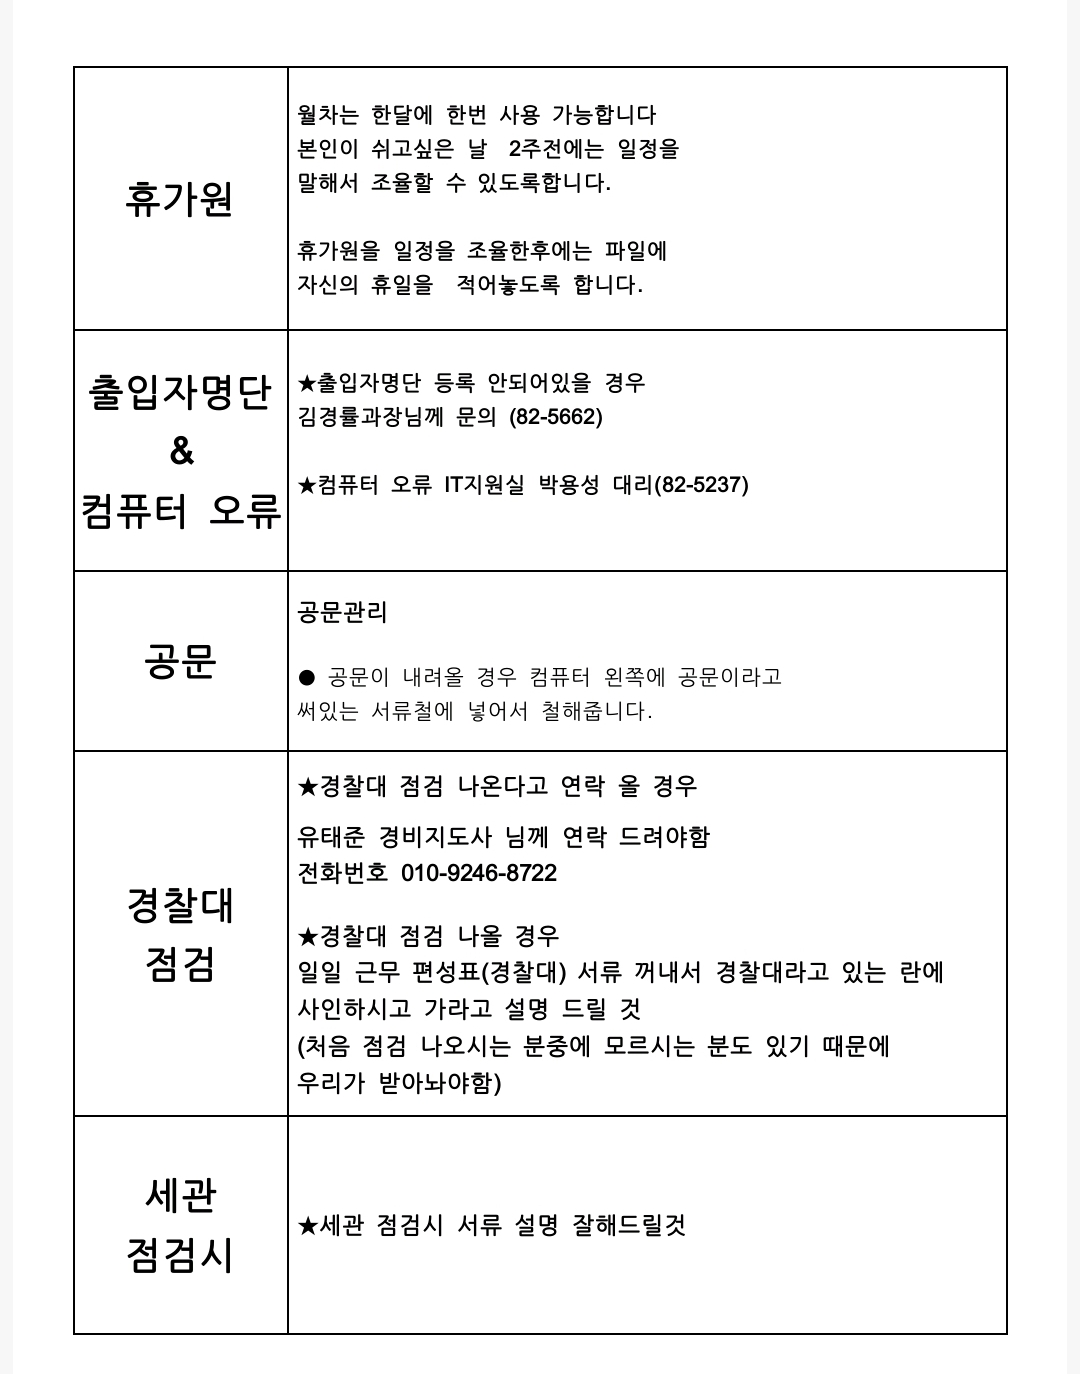 휴가원
월차는 한달에 한번 사용 가능합니다
본인이 쉬고싶은 날 2주전에는 일정을
말해서 조율할 수 있도록합니다.
휴가원을 일정을 조율한후에는 파일에
자신의 휴일을 적어놓도록 합니다.
출입자명단
&
컴퓨터 오류
★출입자명단 등록 안되어있을 경우
김경률과장님께 문의 (82-5662)
★컴퓨터 오류 IT지원실 박용성 대리(82-5237)
공문
공문관리
● 공문이 내려올 경우 컴퓨터 왼쪽에 공문이라고
써있는 서류철에 넣어서 철해줍니다.
경찰대
점검
★경찰대 점검 나온다고 연락 올 경우
유태준 경비지도사 님께 연락 드려야함
전화번호 010-9246-8722
★경찰대 점검 나올 경우
일일 근무 편성표(경찰대) 서류 꺼내서 경찰대라고 있는 란에
사인하시고 가라고 설명 드릴 것
(처음 점검 나오시는 분중에 모르시는 분도 있기 때문에
우리가 받아놔야함)
세관
점검시
★세관 점검시 서류 설명 잘해드릴것